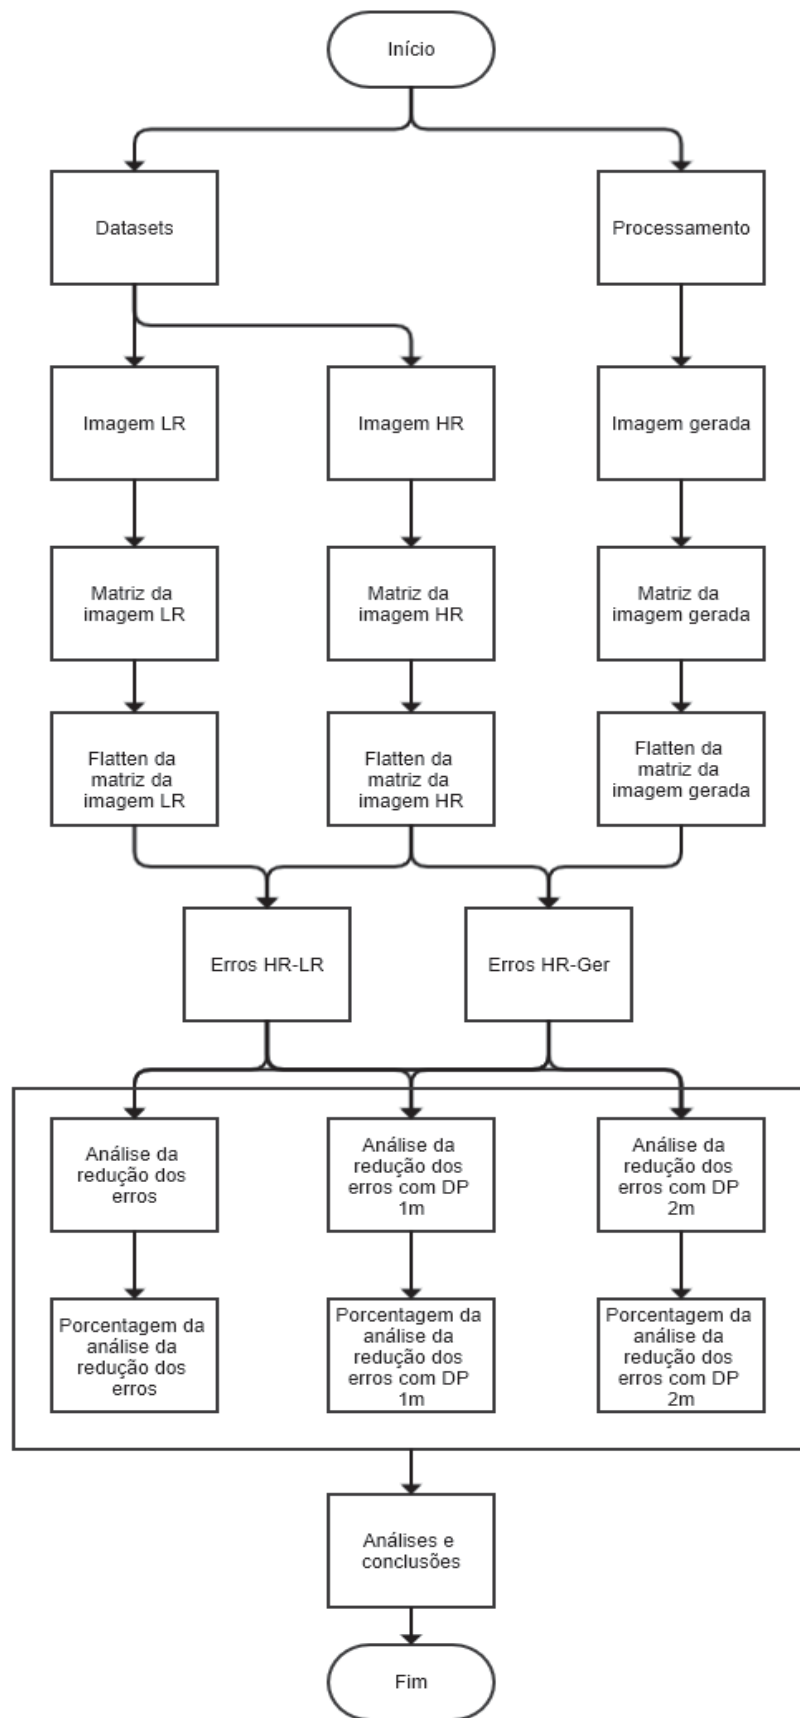 Início
Datasets
Processamento
Imagem LR
Imagem HR
Imagem gerada
Matriz da
imagem LR
Matriz da
imagem HR
Matriz da
imagem gerada
Flatten da
matriz da
imagem LR
Flatten da
matriz da
imagem HR
Flatten da
matriz da
imagem gerada
Erros HR-LR
Erros HR-Ger
Análise da
redução dos
erros
Análise da
redução dos
erros com DP
1m
Análise da
redução dos
erros com DP
2m
Porcentagem da
análise da
redução dos
erros
Porcentagem da
análise da
redução dos
erros com DP
1m
Porcentagem da
análise da
redução dos
erros com DP
2m
Análises e
conclusões
Fim